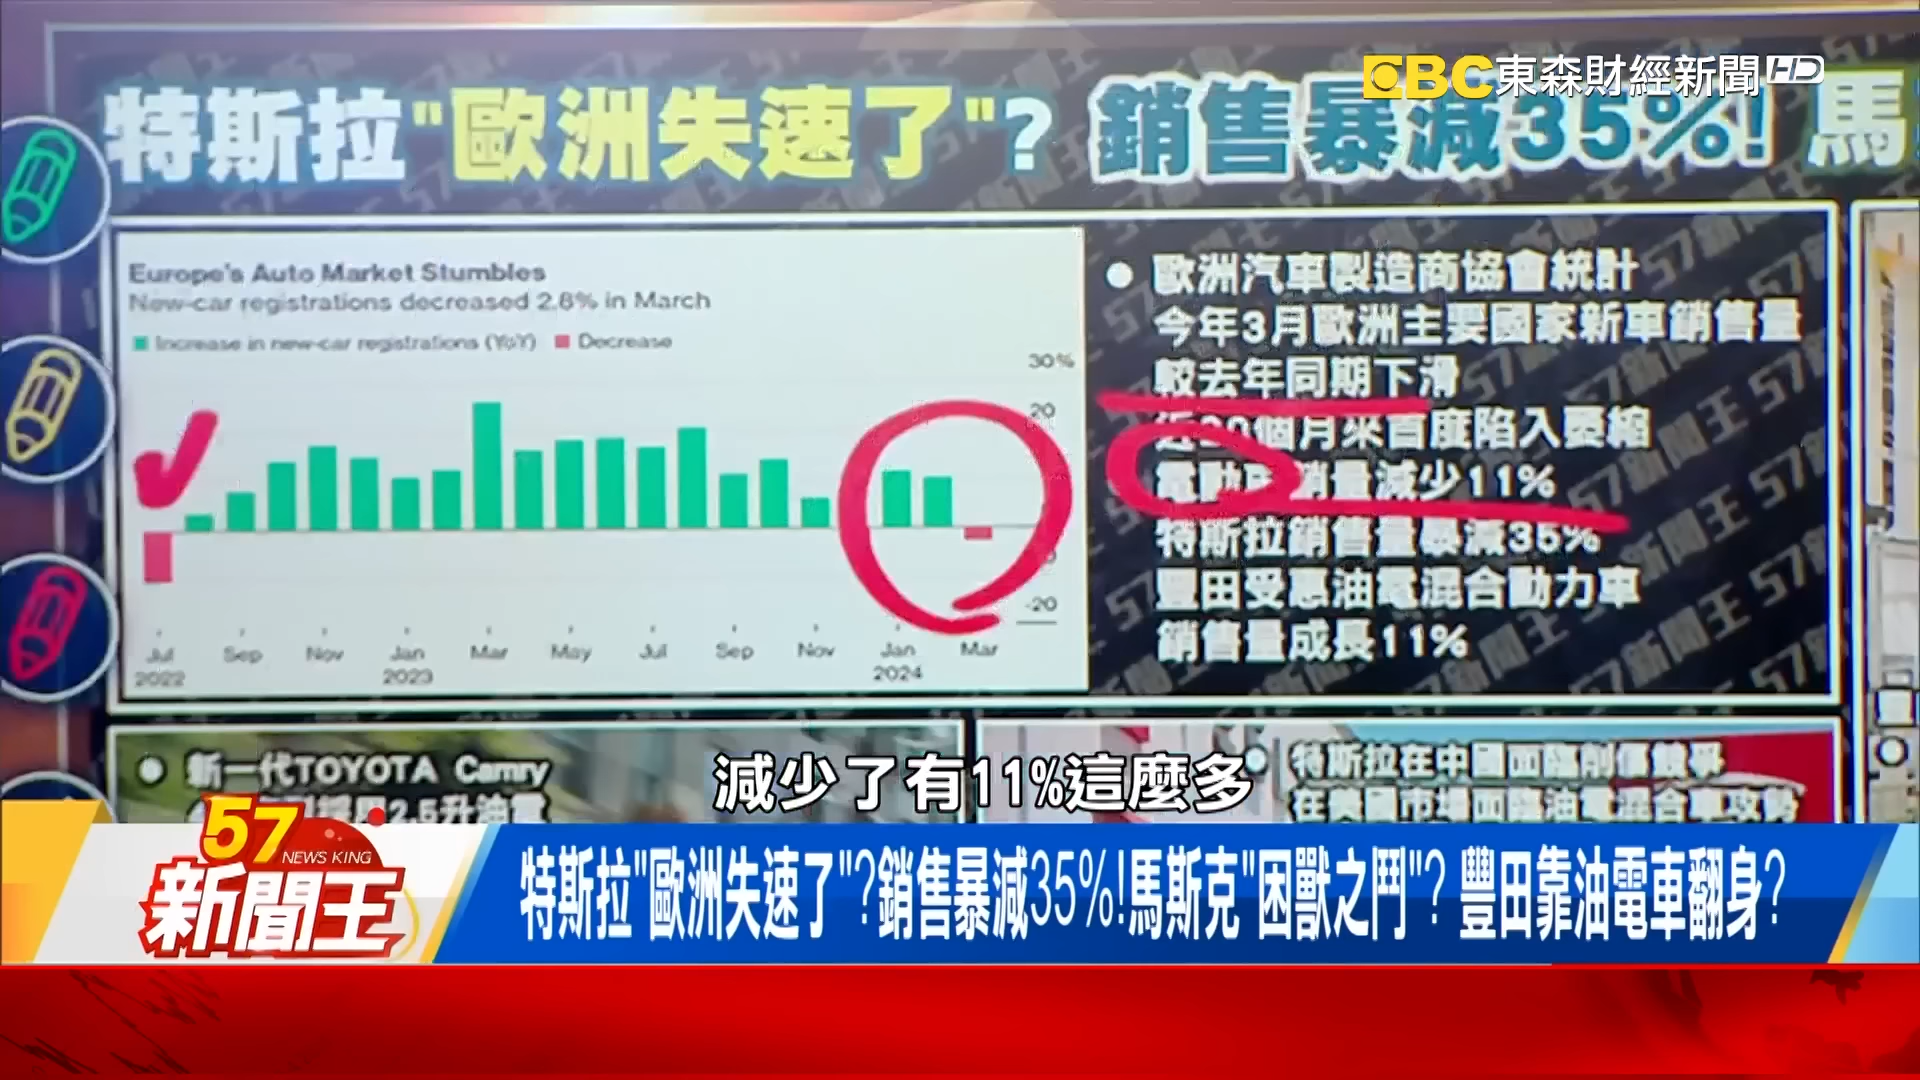 EBC東森財經新聞HD
特斯拉"歐洲失速了"?銷售暴減35%!馬
Europe's Auto Market Stumbles
New-car registrations decreased 2.8% in March
Increase in new-car registrations (YoY) Decrease
30%
20
-20
Jul Sep Nov Jan Mar May Jul Sep Nov Jan Mar
2022 2023 2024
歐洲汽車製造商協會統計
今年3月歐洲主要國家新車銷售量
較去年同期下滑
近20個月來首度陷入萎縮
電動 銷量減少11%
特斯拉銷售量暴減35%
豐田受惠油電混合動力車
銷售量成長11%
新一代TOYOTA Camry
2.5升油電
特斯拉在中國面臨削價競爭
在美國市場面臨油電混合車攻勢
減少了有11%這麼多
57
NEWS KING
新聞王
特斯拉"歐洲失速了"?銷售暴減35%!馬斯克"困獸之鬥"?豐田靠油電車翻身?